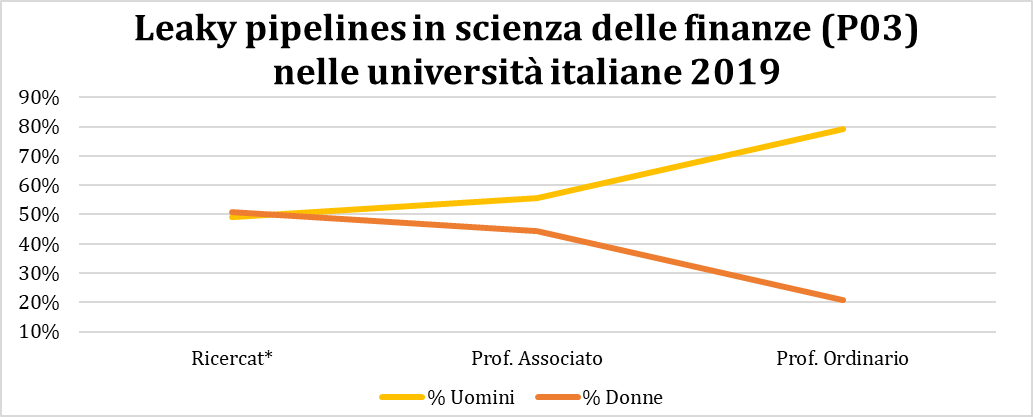 Leaky pipelines in scienza delle finanze (P03)
nelle università italiane 2019
90%
80%
70%
60%
50%
40%
30%
20%
10%
Ricercat* Prof. Associato Prof. Ordinario
% Uomini % Donne